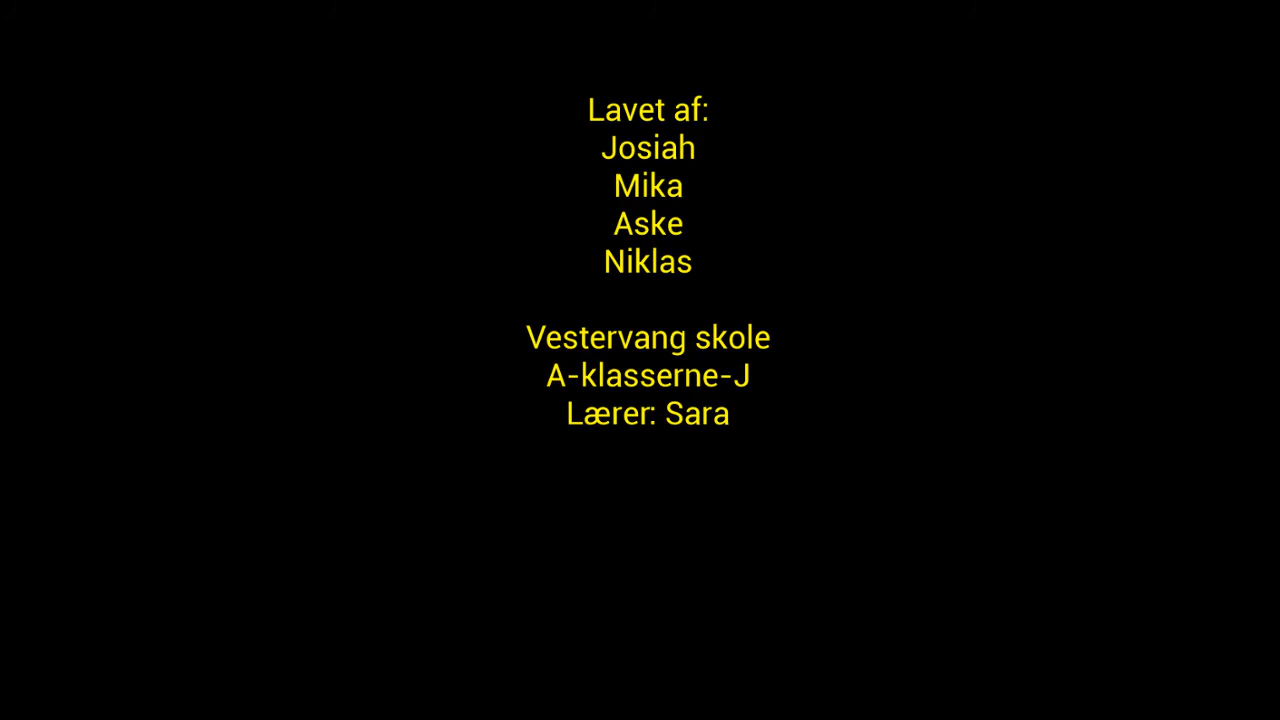 Lavet af:
Josiah
Mika
Aske
Niklas
Vestervang skole
A-klasserne-J
Lærer: Sara